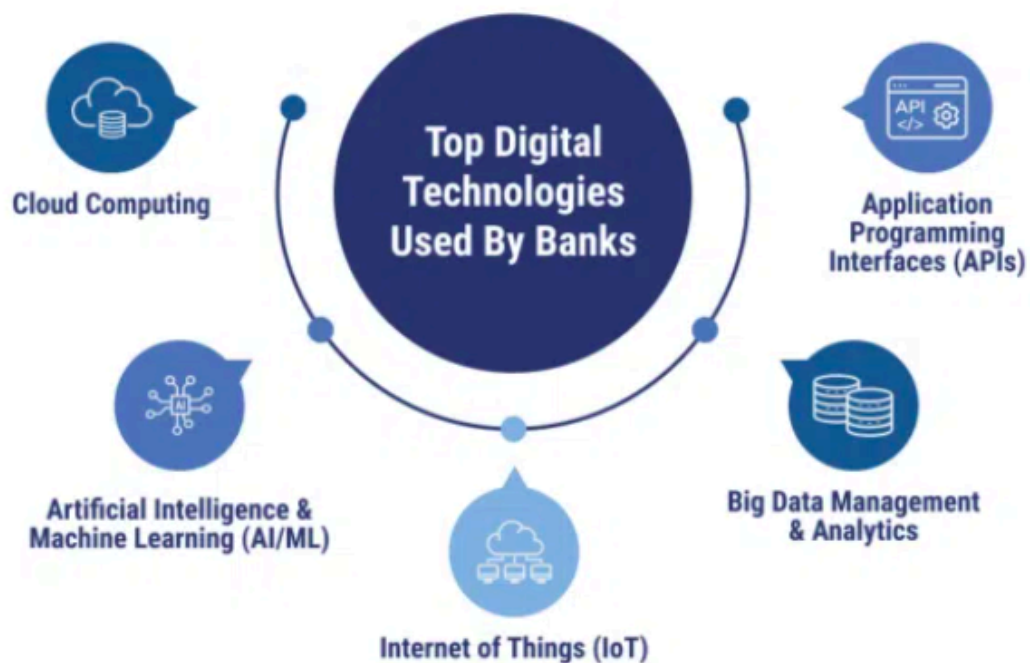 Top Digital
Technologies
Used By Banks
Cloud Computing
Artificial Intelligence &
Machine Learning (AI/ML)
AI
Internet of Things (IoT)
Big Data Management
& Analytics
API
</>
Application
Programming
Interfaces (APIs)